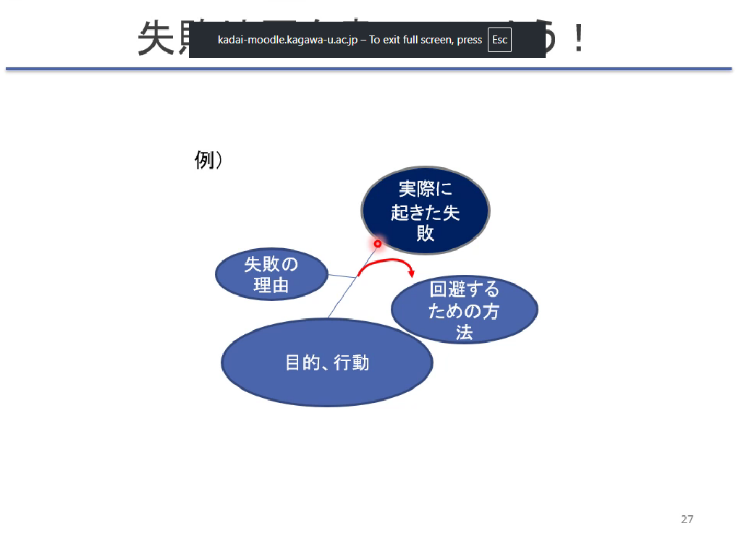 失敗
う！
kadai-moodle.kagawa-u.ac.jp – To exit full screen, press Esc
例）
実際に
起きた失
敗
失敗の
理由
回避する
ための方
法
目的、行動
27